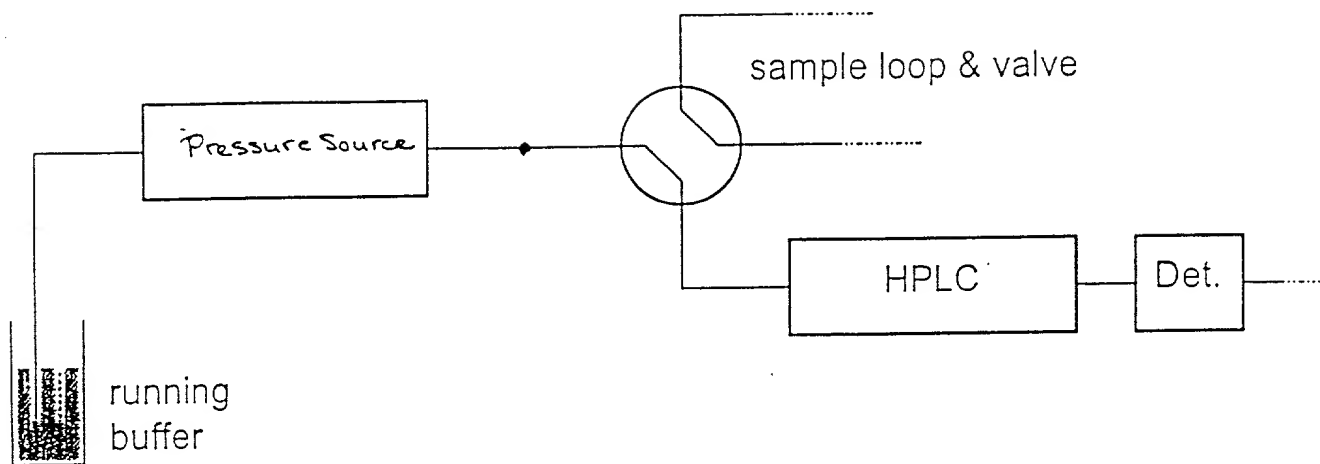 sample loop & valve
Pressure Source
HPLC
Det.
running
buffer